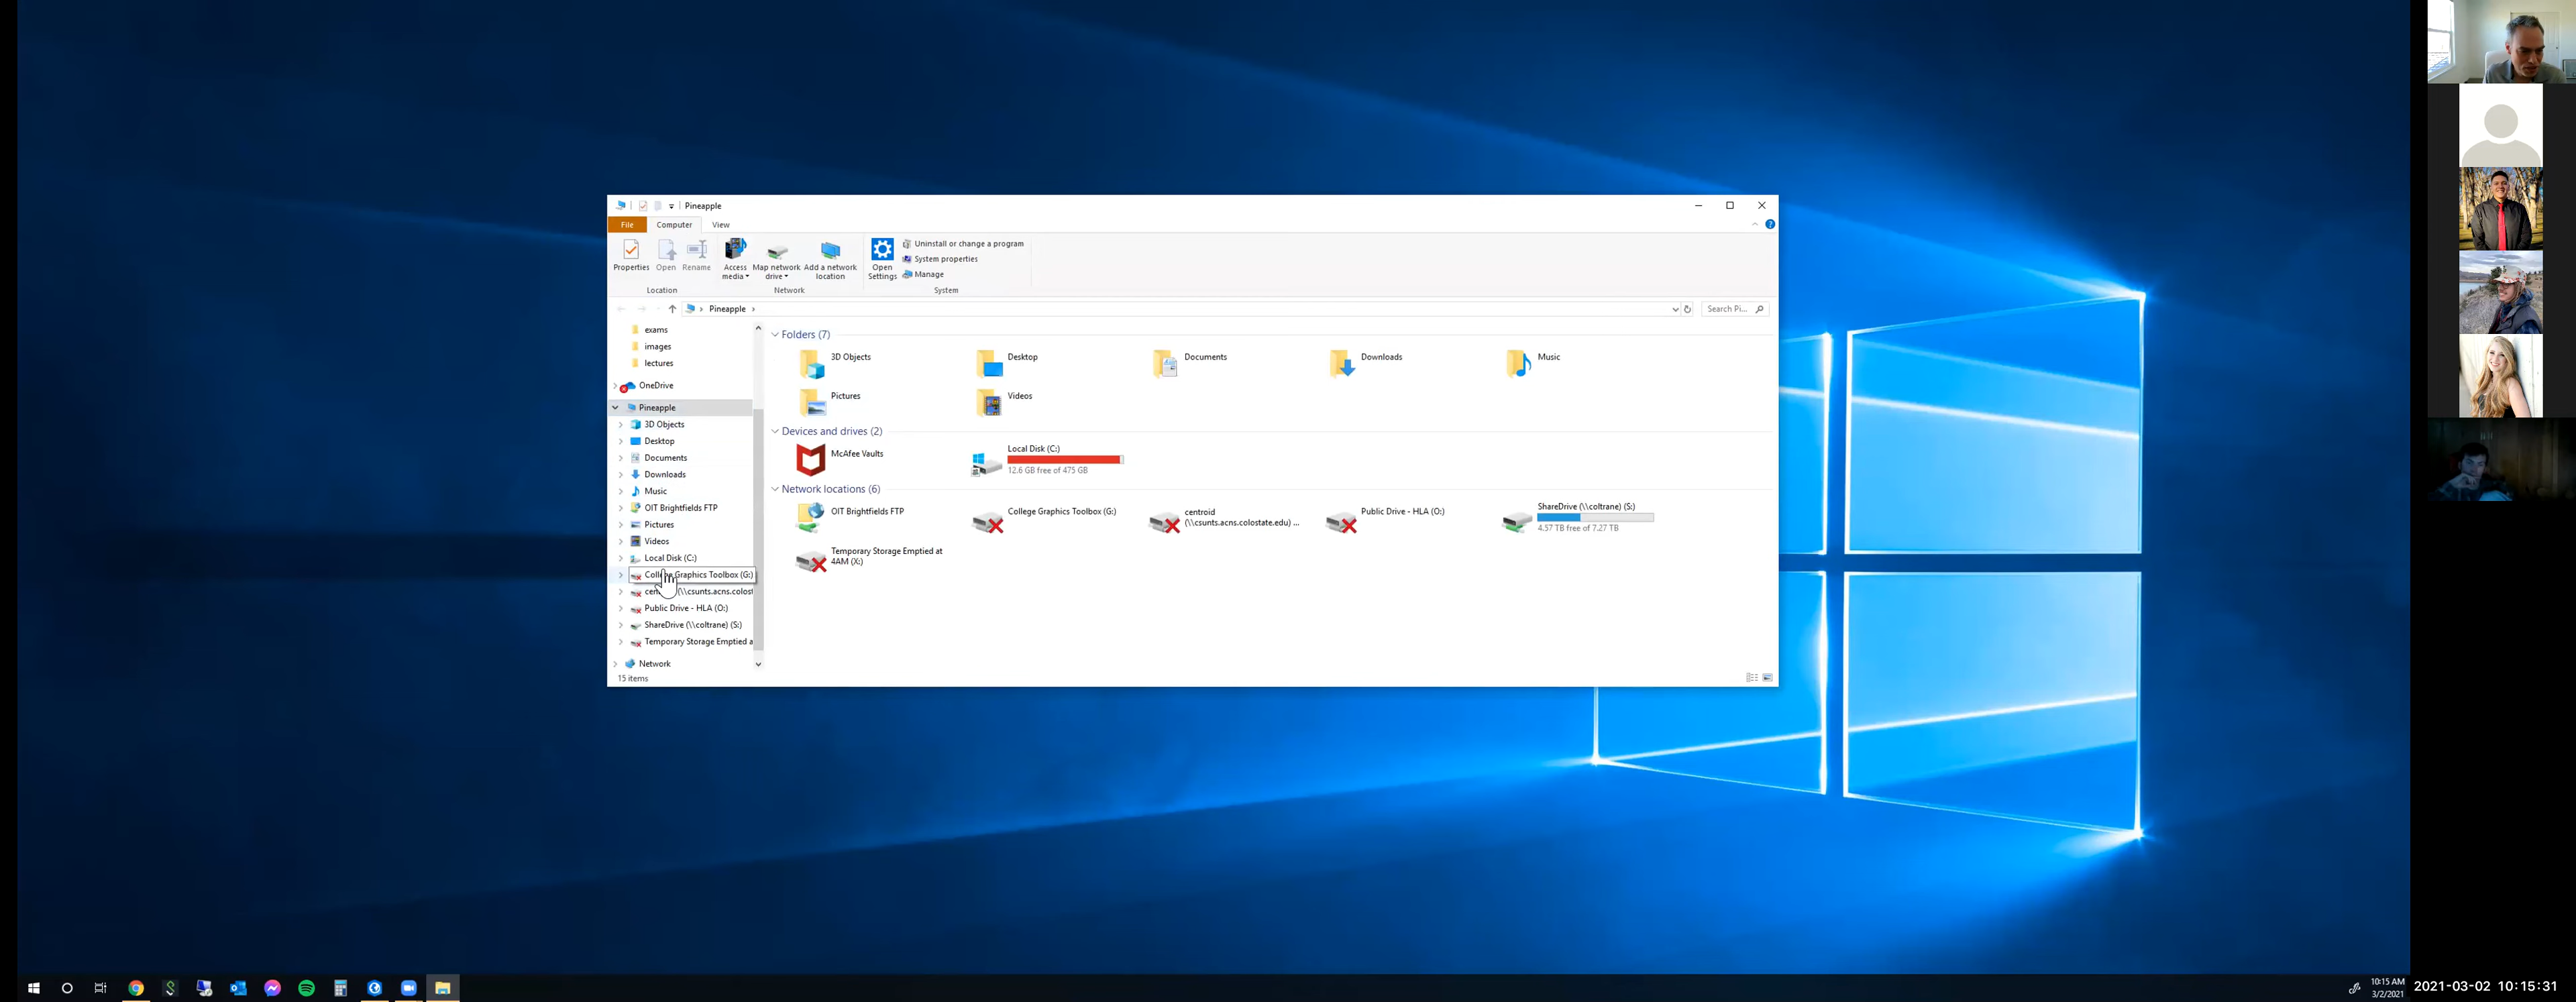 Pineapple
File Computer View
Properties Open Rename Access media Map network drive Add a network location Open Settings Uninstall or change a program
System properties
Manage
Location Network System
Pineapple Search Pi...
exams
images
lectures
OneDrive
Pineapple
3D Objects
Desktop
Documents
Downloads
Music
OIT Brightfields FTP
Pictures
Videos
Local Disk (C:)
Graphics Toolbox (G:)
(\\csunts.acns.colost
Public Drive - HLA (O:)
ShareDrive (\\coltrane) (S:)
Temporary Storage Emptied a
Network
15 items
Folders (7)
3D Objects Desktop Documents Downloads Music
Pictures Videos
Devices and drives (2)
McAfee Vaults
Local Disk (C:)
12.6 GB free of 475 GB
Network locations (6)
OIT Brightfields FTP
College Graphics Toolbox (G:)
centroid
(\\csunts.acns.colostate.edu) ...
Public Drive - HLA (O:)
ShareDrive (\\coltrane) (S:)
4.57 TB free of 7.27 TB
Temporary Storage Emptied at
4AM (X:)
10:15 AM
3/2/2021
2021-03-02 10:15:31